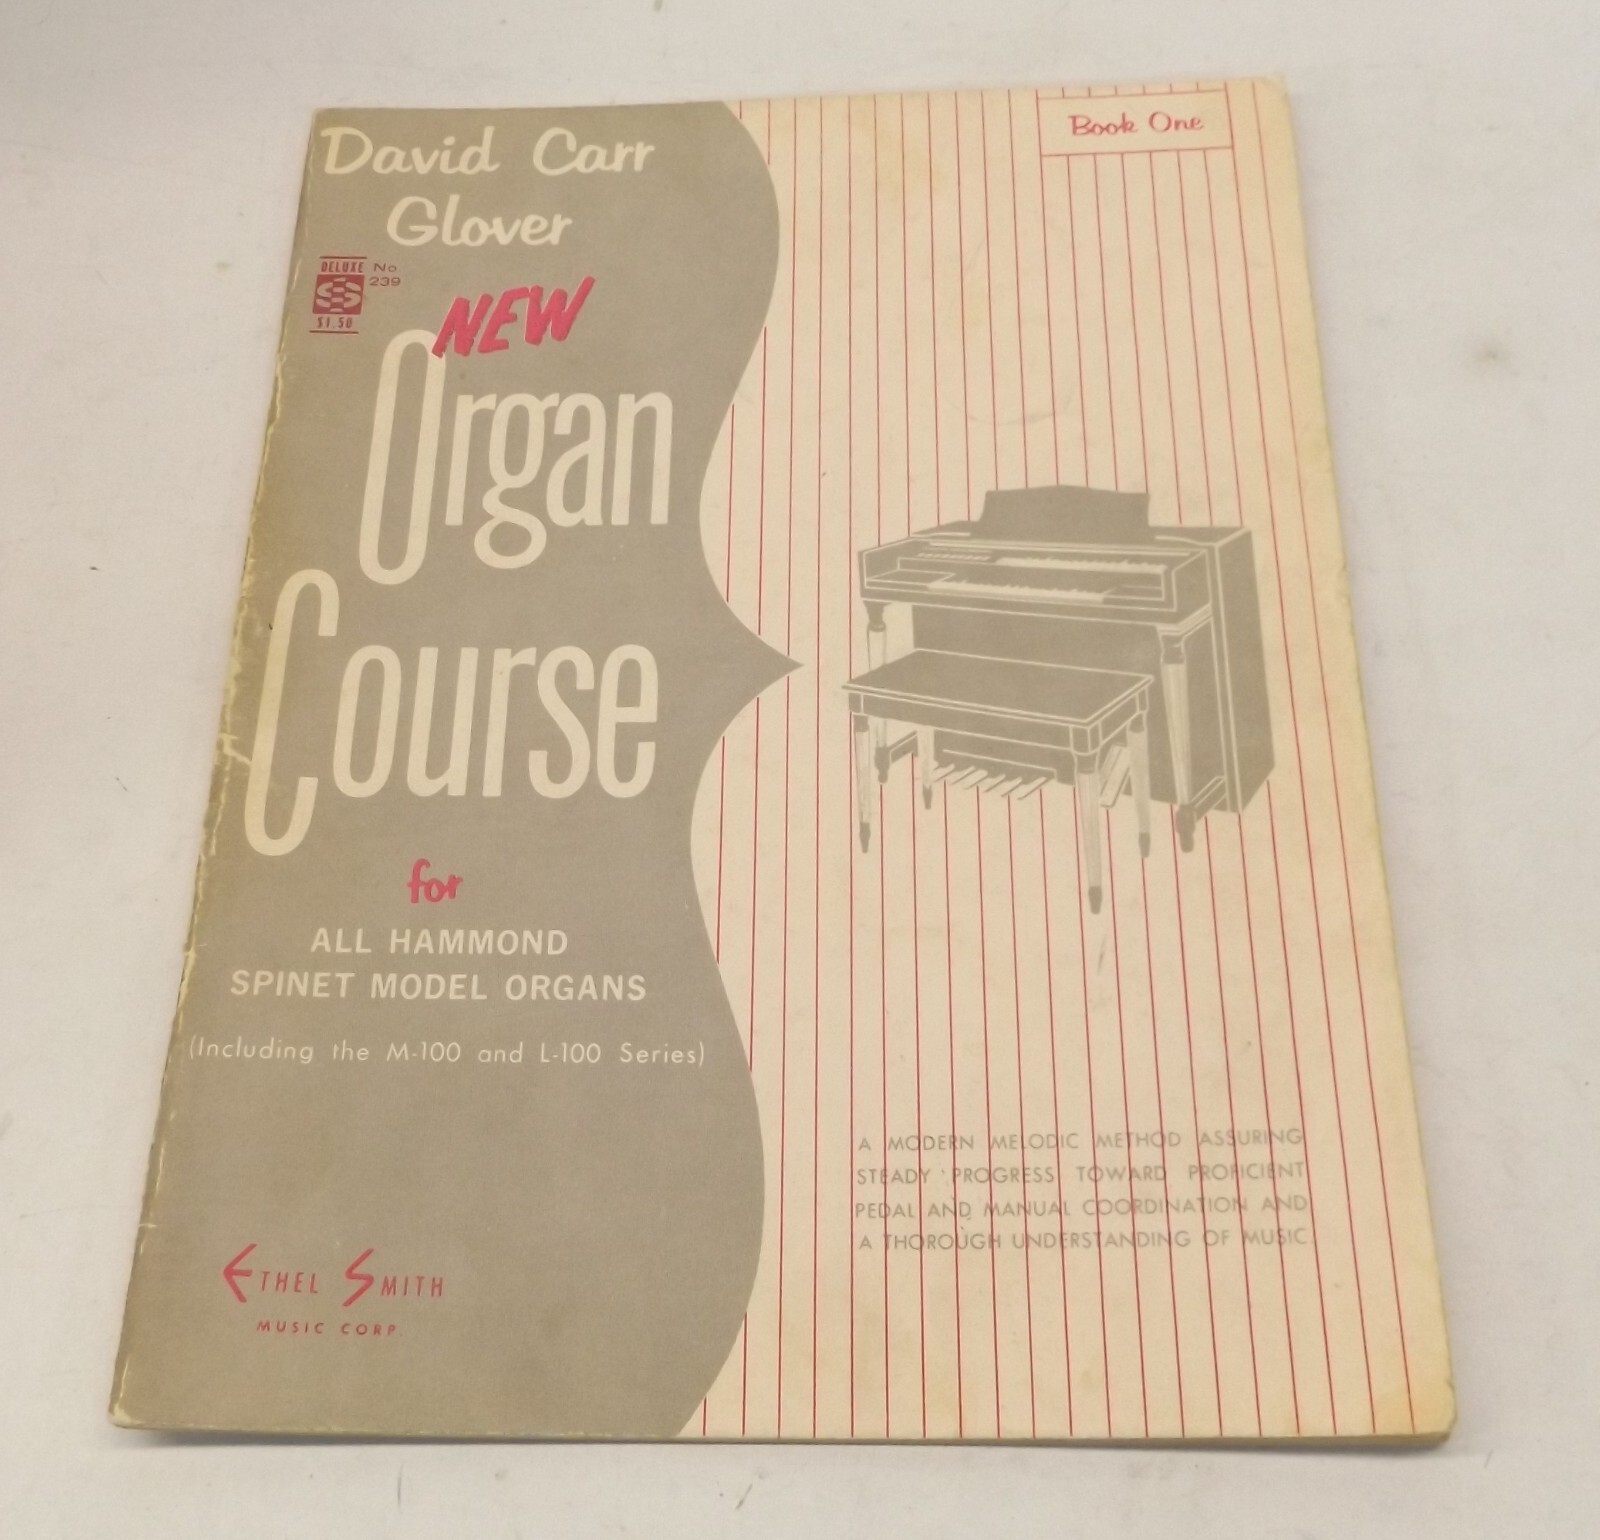 Book One
David Carr
Glover
DELUXE No.
239
$1.50
NEW
Organ
Course
for
ALL HAMMOND
SPINET MODEL ORGANS
(Including the M-100 and L-100 Series)
A MODERN MELODIC METHOD ASSURING
STEADY PROGRESS TOWARD PROFICIENT
PEDAL AND MANUAL COORDINATION AND
A THOROUGH UNDERSTANDING OF MUSIC.
ETHEL SMITH
MUSIC CORP.